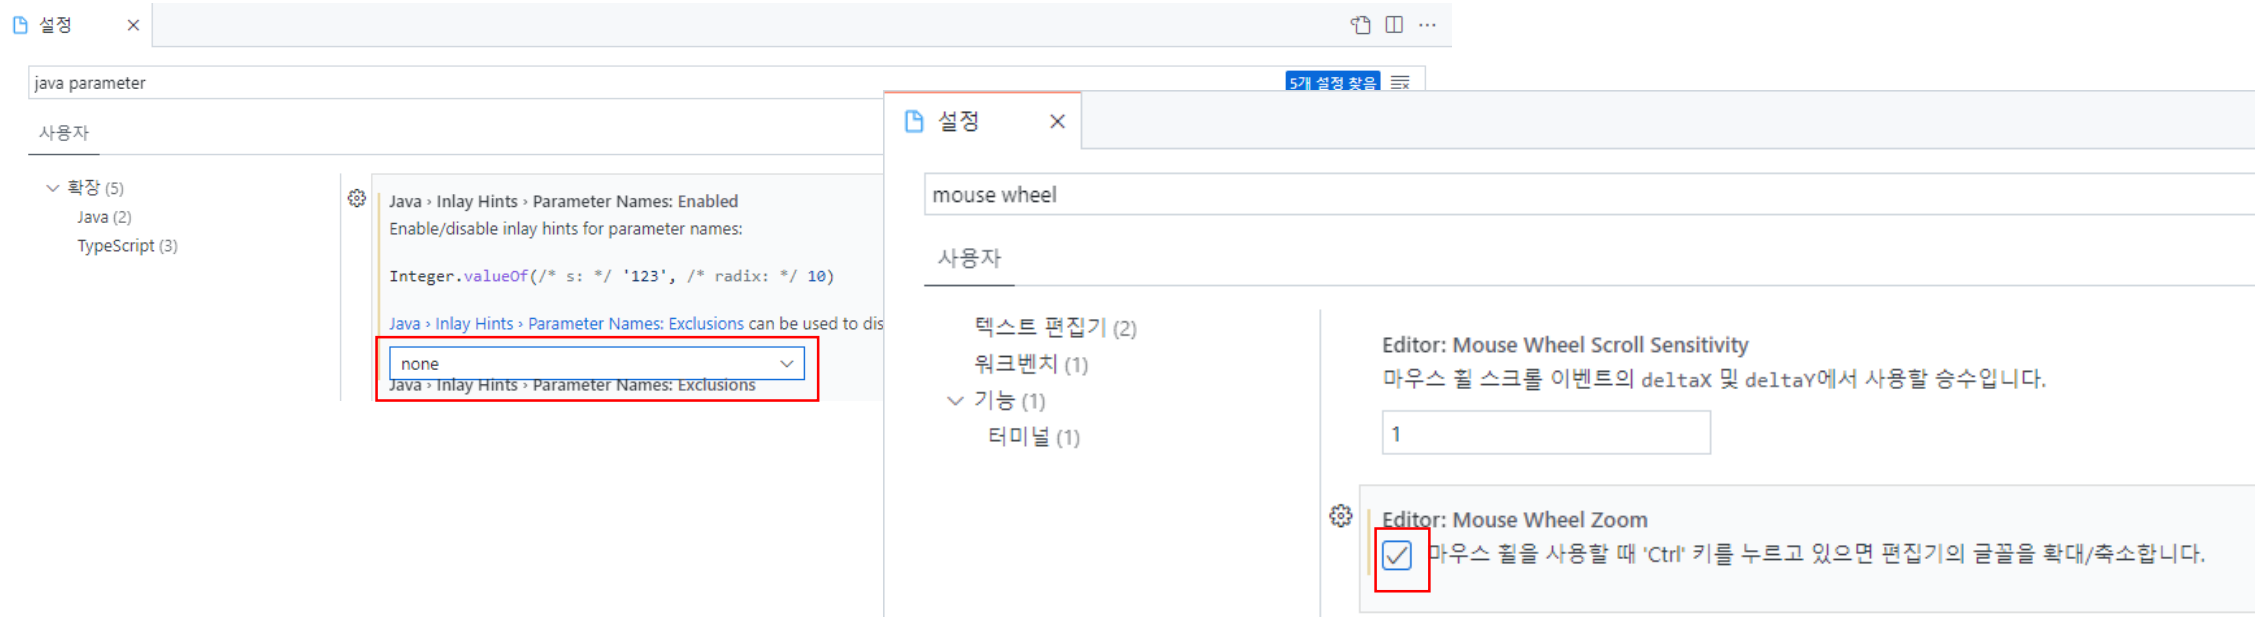 설정
java parameter
5개 설정 찾음
사용자
확장 (5)
Java (2)
TypeScript (3)
Java › Inlay Hints › Parameter Names: Enabled
Enable/disable inlay hints for parameter names:
Integer.valueOf(/* s: */ '123', /* radix: */ 10)
Java › Inlay Hints › Parameter Names: Exclusions can be used to dis
none
Java › Inlay Hints › Parameter Names: Exclusions
설정
mouse wheel
사용자
텍스트 편집기 (2)
워크벤치 (1)
기능 (1)
터미널 (1)
Editor: Mouse Wheel Scroll Sensitivity
마우스 휠 스크롤 이벤트의 deltaX 및 deltaY에서 사용할 승수입니다.
1
Editor: Mouse Wheel Zoom
마우스 휠을 사용할 때 'Ctrl' 키를 누르고 있으면 편집기의 글꼴을 확대/축소합니다.